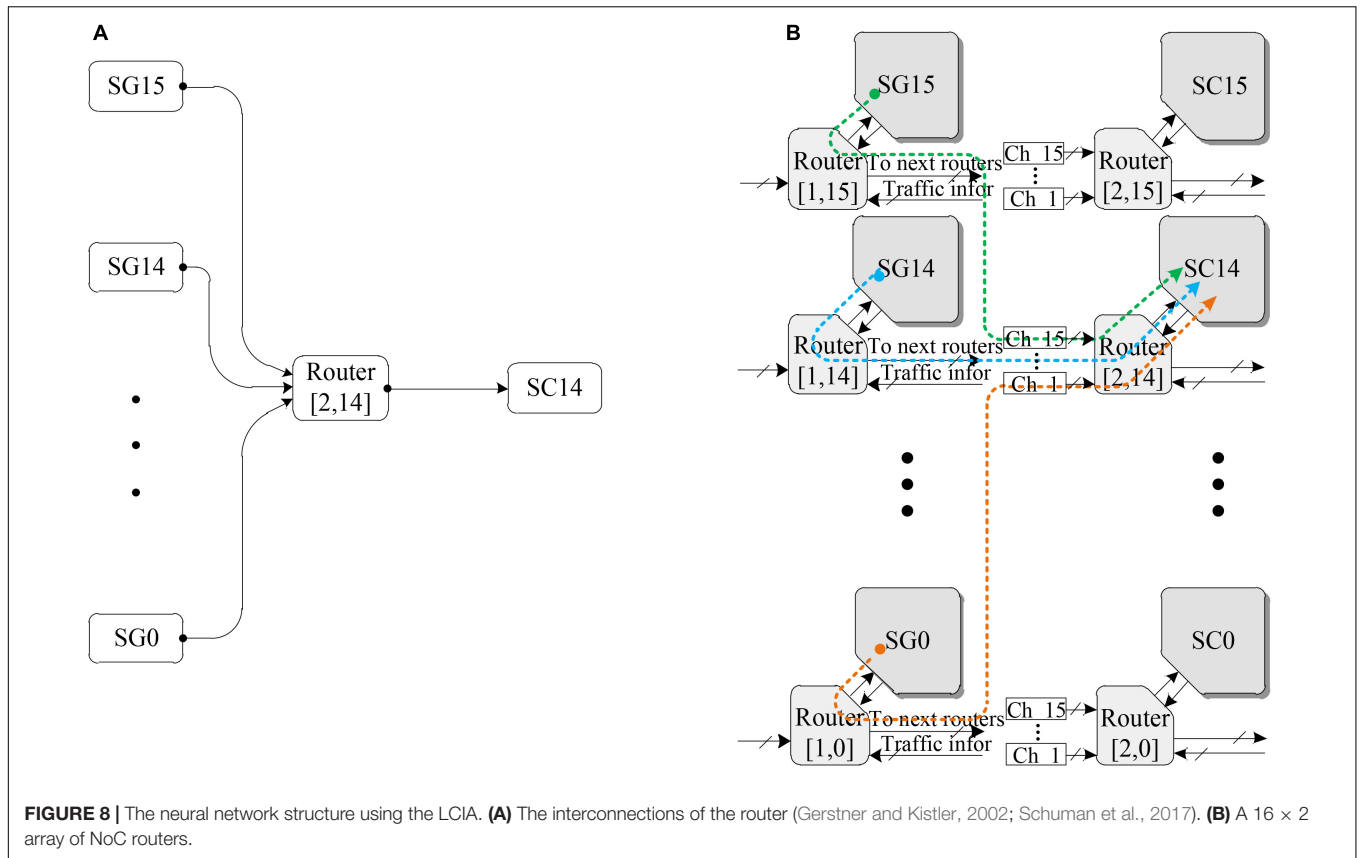 A
SG15
SG14
Router
[2,14]
SC14
SG0
B
SG15
SC15
Router
[1,15]
To next routers
Traffic infor
Ch 15
Ch 1
Router
[2,15]
SG14
SC14
Router
[1,14]
To next routers
Traffic infor
Ch 15
Ch 1
Router
[2,14]
SG0
SC0
Router
[1,0]
To next routers
Traffic infor
Ch 15
Ch 1
Router
[2,0]
FIGURE 8 | The neural network structure using the LCIA. (A) The interconnections of the router (Gerstner and Kistler, 2002; Schuman et al., 2017). (B) A 16 × 2
array of NoC routers.